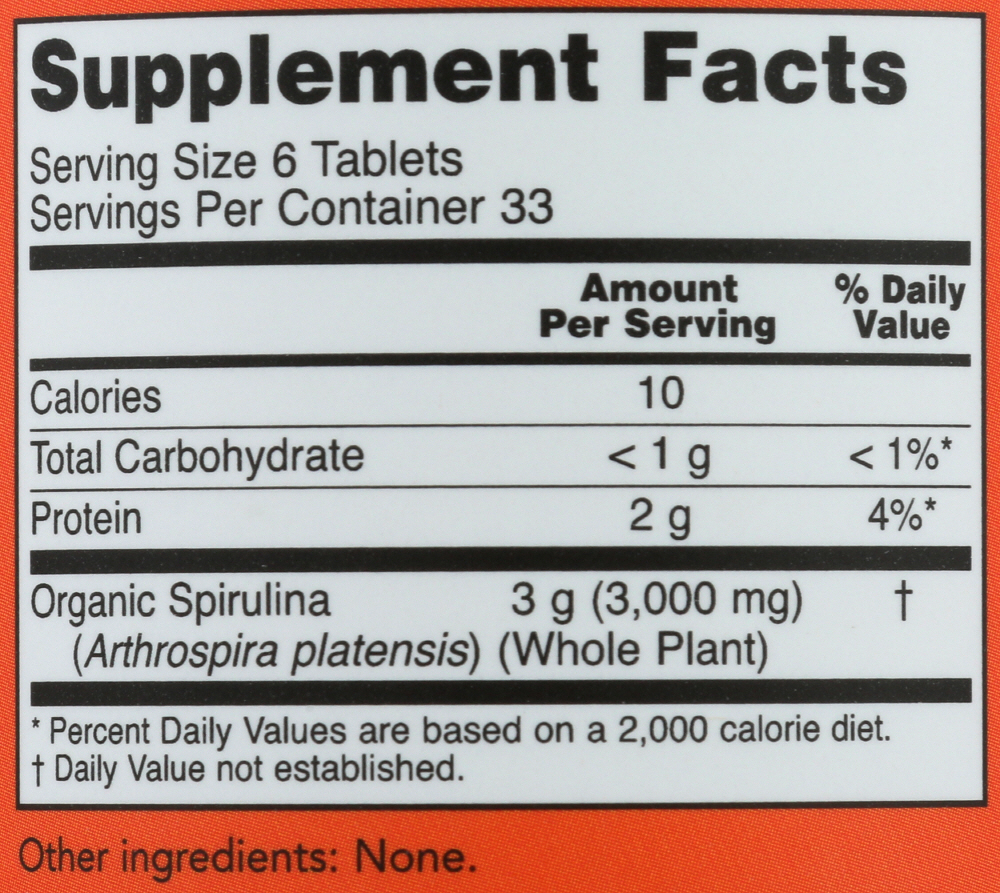 Supplement Facts
Serving Size 6 Tablets
Servings Per Container 33
Amount Per Serving % Daily Value
Calories 10
Total Carbohydrate < 1 g < 1%*
Protein 2 g 4%*
Organic Spirulina 3 g (3,000 mg) †
(Arthrospira platensis) (Whole Plant)
* Percent Daily Values are based on a 2,000 calorie diet.
† Daily Value not established.
Other ingredients: None.